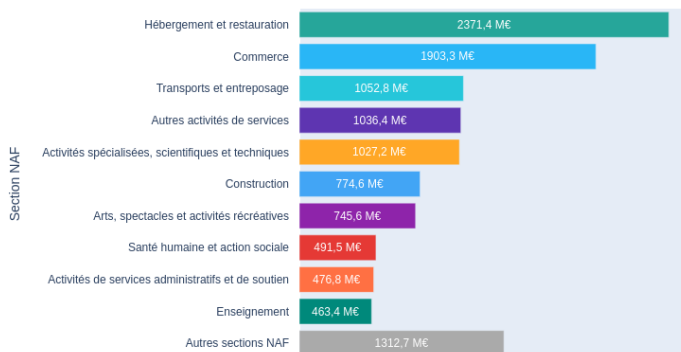 Hébergement et restauration 2371,4 M€
Commerce 1903,3 M€
Transports et entreposage 1052,8 M€
Autres activités de services 1036,4 M€
Activités spécialisées, scientifiques et techniques 1027,2 M€
Construction 774,6 M€
Arts, spectacles et activités récréatives 745,6 M€
Santé humaine et action sociale 491,5 M€
Activités de services administratifs et de soutien 476,8 M€
Enseignement 463,4 M€
Autres sections NAF 1312,7 M€
Section NAF